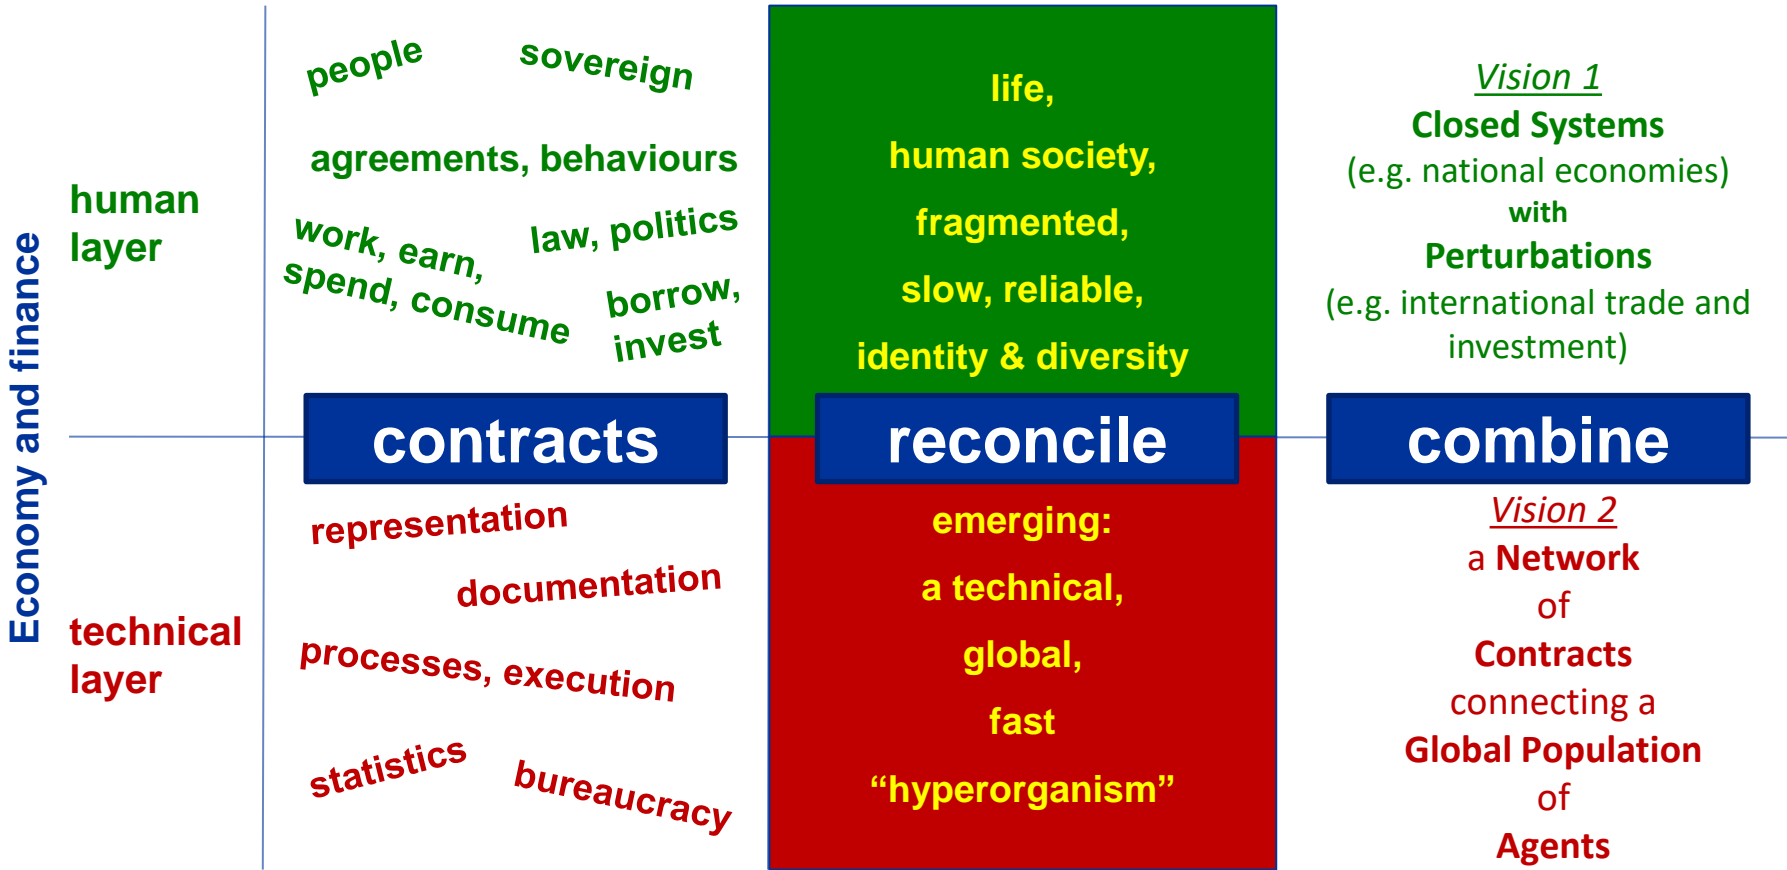 Economy and finance
human
layer
people
sovereign
agreements, behaviours
work, earn,
spend, consume
law, politics
borrow,
invest
life,
human society,
fragmented,
slow, reliable,
identity & diversity
Vision 1
Closed Systems
(e.g. national economies)
with
Perturbations
(e.g. international trade and
investment)
contracts
reconcile
combine
technical
layer
representation
documentation
processes, execution
statistics
bureaucracy
emerging:
a technical,
global,
fast
“hyperorganism”
Vision 2
a Network
of
Contracts
connecting a
Global Population
of
Agents